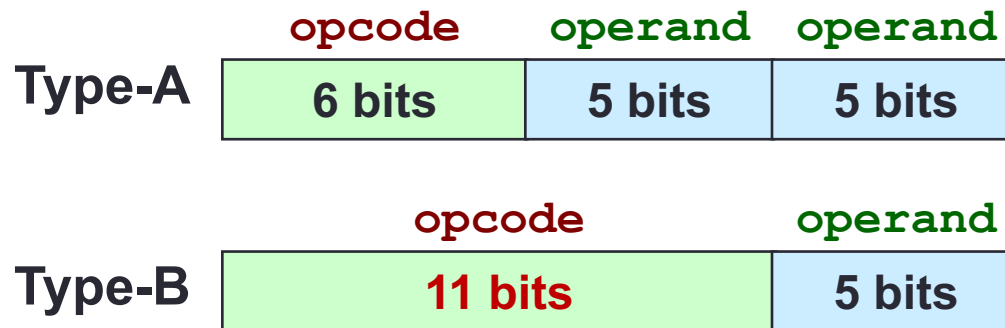 opcode operand operand
Type-A 6 bits 5 bits 5 bits
opcode operand
Type-B 11 bits 5 bits